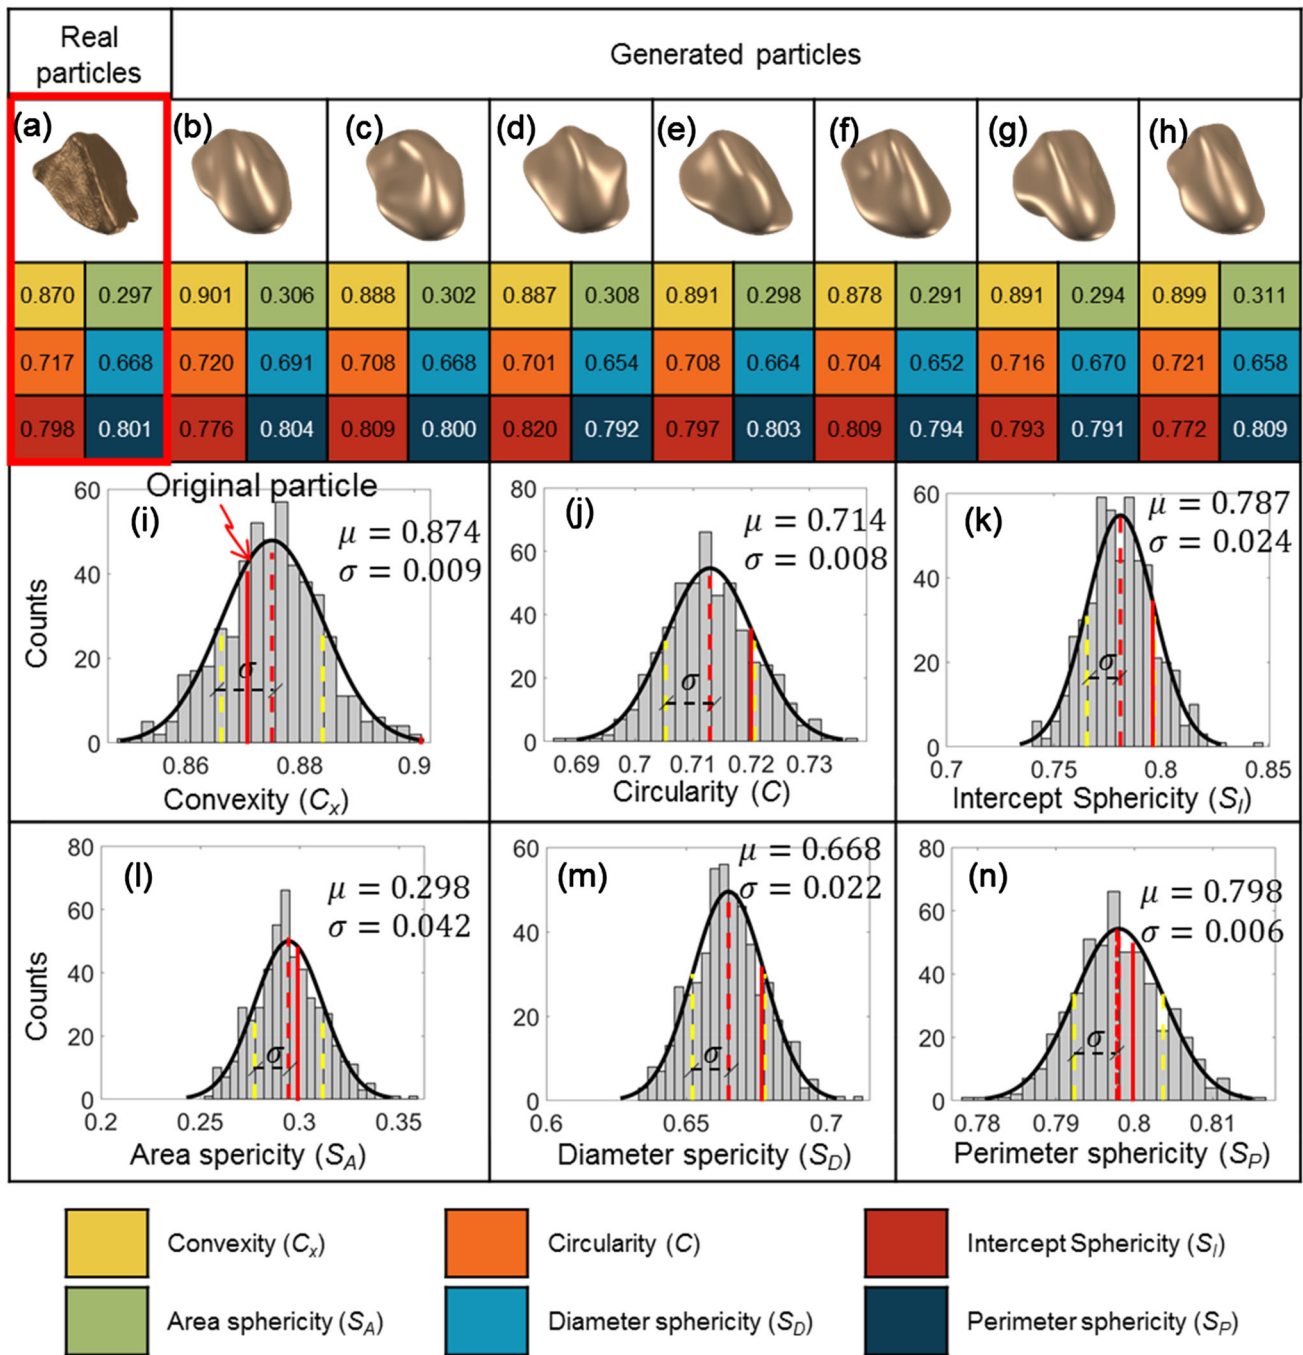 Real
particles
Generated particles
(a) (b) (c) (d) (e) (f) (g) (h)
0.870 0.297 0.901 0.306 0.888 0.302 0.887 0.308 0.891 0.298 0.878 0.291 0.891 0.294 0.899 0.311
0.717 0.668 0.720 0.691 0.708 0.668 0.701 0.654 0.708 0.664 0.704 0.652 0.716 0.670 0.721 0.658
0.798 0.801 0.776 0.804 0.809 0.800 0.820 0.792 0.797 0.803 0.809 0.794 0.793 0.791 0.772 0.809
Original particle
(i)
μ = 0.874
σ = 0.009
σ
Counts
60
40
20
0
0.86 0.88 0.9
Convexity (Cx)
(j)
μ = 0.714
σ = 0.008
σ
80
60
40
20
0
0.69 0.7 0.71 0.72 0.73
Circularity (C)
(k)
μ = 0.787
σ = 0.024
σ
60
40
20
0
0.7 0.75 0.8 0.85
Intercept Sphericity (SI)
(l)
μ = 0.298
σ = 0.042
σ
Counts
80
60
40
20
0
0.2 0.25 0.3 0.35
Area spericity (SA)
(m)
μ = 0.668
σ = 0.022
σ
60
40
20
0
0.6 0.65 0.7
Diameter spericity (SD)
(n)
μ = 0.798
σ = 0.006
σ
80
60
40
20
0
0.78 0.79 0.8 0.81
Perimeter sphericity (SP)
Convexity (Cx)
Circularity (C)
Intercept Sphericity (SI)
Area sphericity (SA)
Diameter sphericity (SD)
Perimeter sphericity (SP)